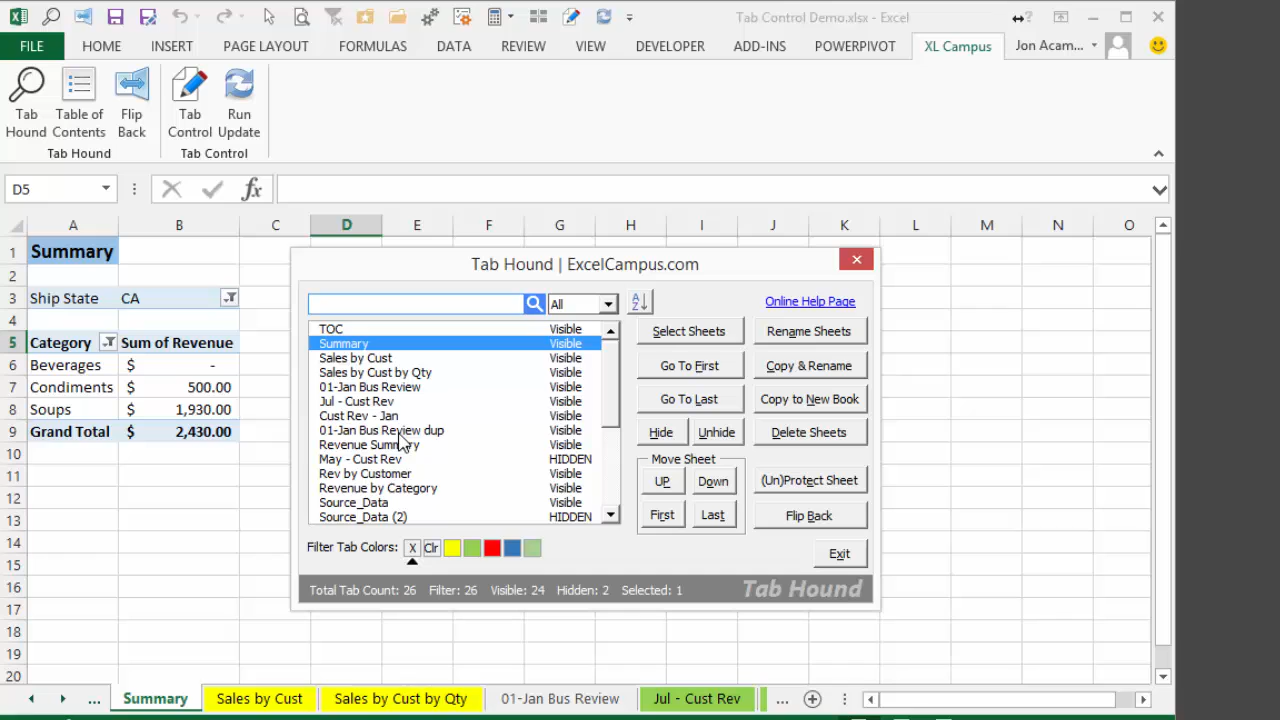 Tab Control Demo.xlsx - Excel
FILE HOME INSERT PAGE LAYOUT FORMULAS DATA REVIEW VIEW DEVELOPER ADD-INS POWERPIVOT XL Campus Jon Acam...
Tab Hound
Table of Contents
Flip Back
Tab Control
Run Update
Tab Hound Tab Control
D5 fx
A B C D E F G H I J K L M N O
1 Summary
2
3 Ship State CA
4
5 Category Sum of Revenue
6 Beverages $ -
7 Condiments $ 500.00
8 Soups $ 1,930.00
9 Grand Total $ 2,430.00
10
11
12
13
14
15
16
17
18
19
20
Tab Hound | ExcelCampus.com
All
A
Z
Online Help Page
TOC Visible
Summary Visible
Sales by Cust Visible
Sales by Cust by Qty Visible
01-Jan Bus Review Visible
Jul - Cust Rev Visible
Cust Rev - Jan Visible
01-Jan Bus Review dup Visible
Revenue Summary Visible
May - Cust Rev HIDDEN
Rev by Customer Visible
Revenue by Category Visible
Source_Data Visible
Source_Data (2) HIDDEN
Select Sheets Rename Sheets
Go To First Copy & Rename
Go To Last Copy to New Book
Hide Unhide Delete Sheets
Move Sheet
UP Down (Un)Protect Sheet
First Last Flip Back
Filter Tab Colors: X Clr
Exit
Total Tab Count: 26 Filter: 26 Visible: 24 Hidden: 2 Selected: 1 Tab Hound
... Summary Sales by Cust Sales by Cust by Qty 01-Jan Bus Review Jul - Cust Rev ...